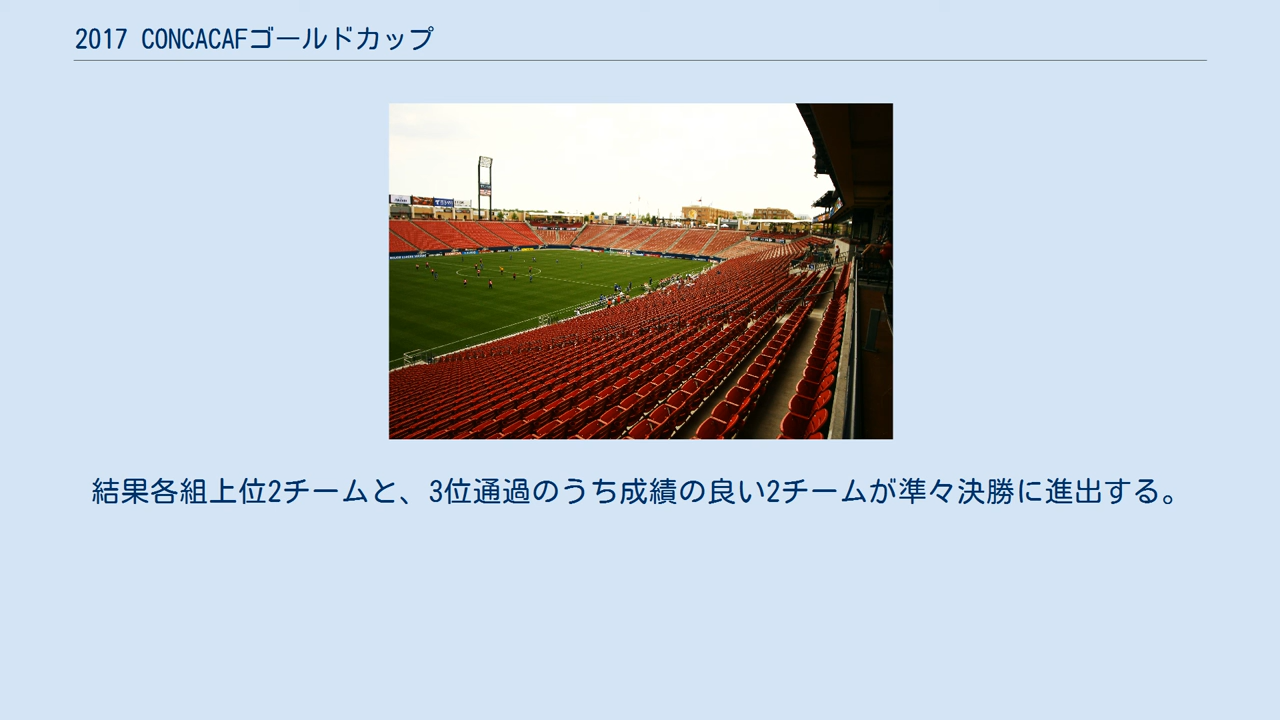 2017 CONCACAFゴールドカップ
結果各組上位2チームと、3位通過のうち成績の良い2チームが準々決勝に進出する。